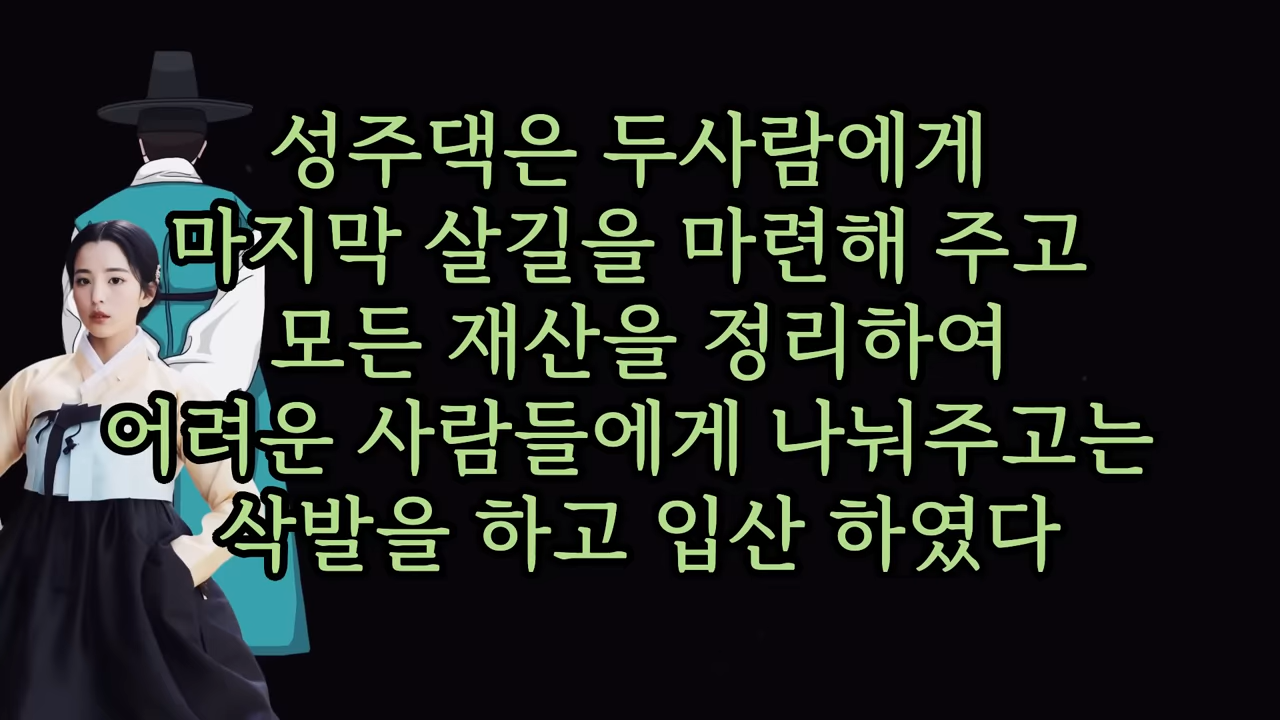 성주댁은 두사람에게
마지막 살길을 마련해 주고
모든 재산을 정리하여
어려운 사람들에게 나눠주고는
삭발을 하고 입산 하였다